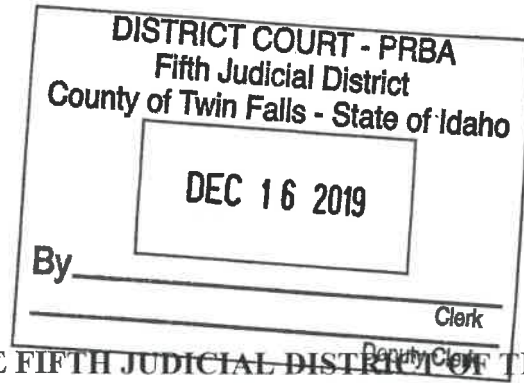 DISTRICT COURT - PRBA
Fifth Judicial District
County of Twin Falls - State of Idaho
DEC 16 2019
By
Clerk
Deputy Clerk
FIFTH JUDICIAL DISTRICT OF